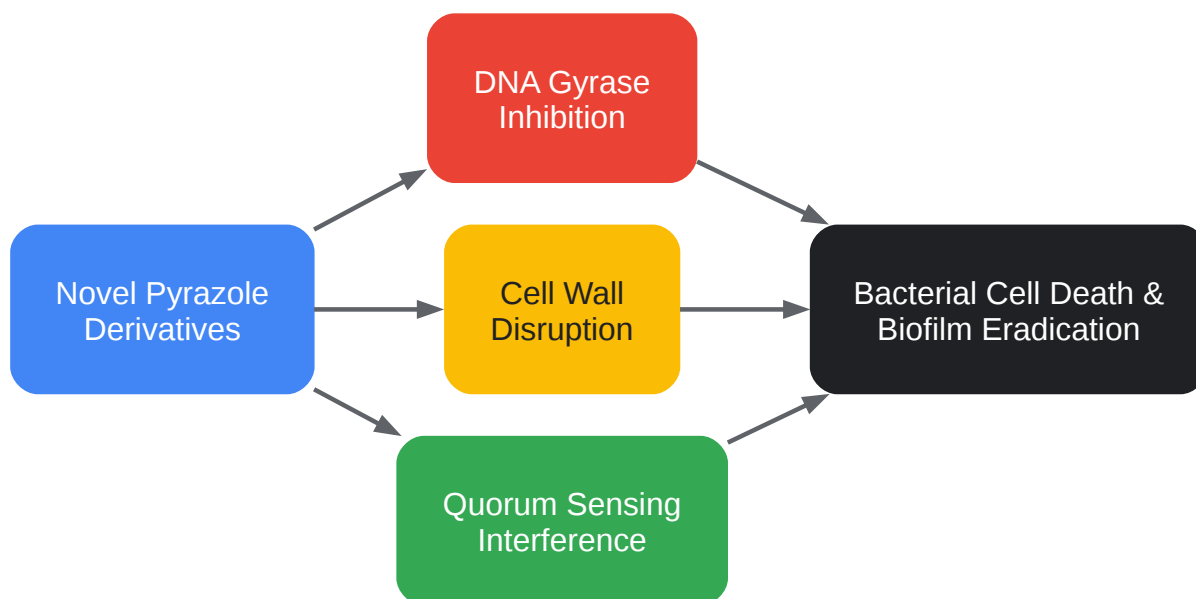 DNA Gyrase
Inhibition
Novel Pyrazole
Derivatives
Cell Wall
Disruption
Bacterial Cell Death &
Biofilm Eradication
Quorum Sensing
Interference